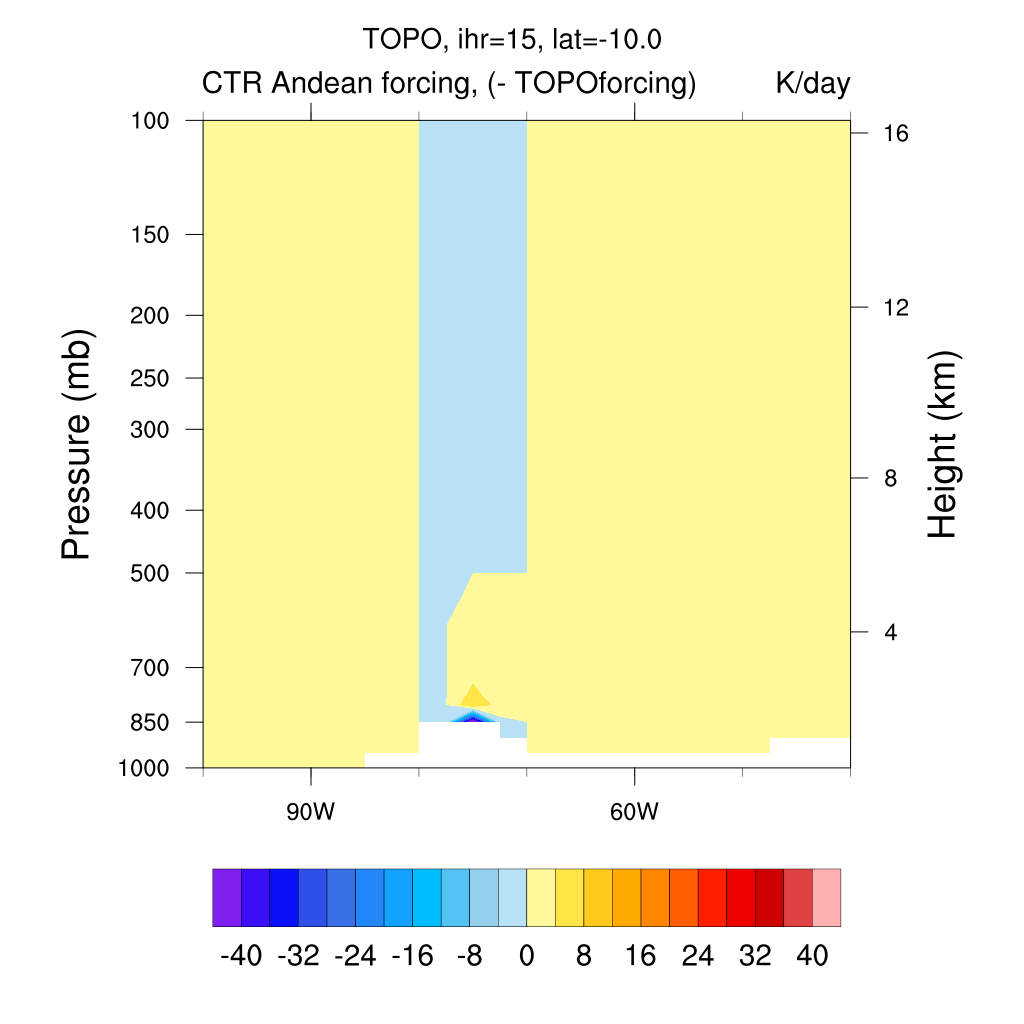 TOPO, ihr=15, lat=-10.0
CTR Andean forcing, (- TOPOforcing) K/day
100
150
200
250
300
400
500
700
850
1000
Pressure (mb)
16
12
8
4
Height (km)
90W 60W
-40 -32 -24 -16 -8 0 8 16 24 32 40